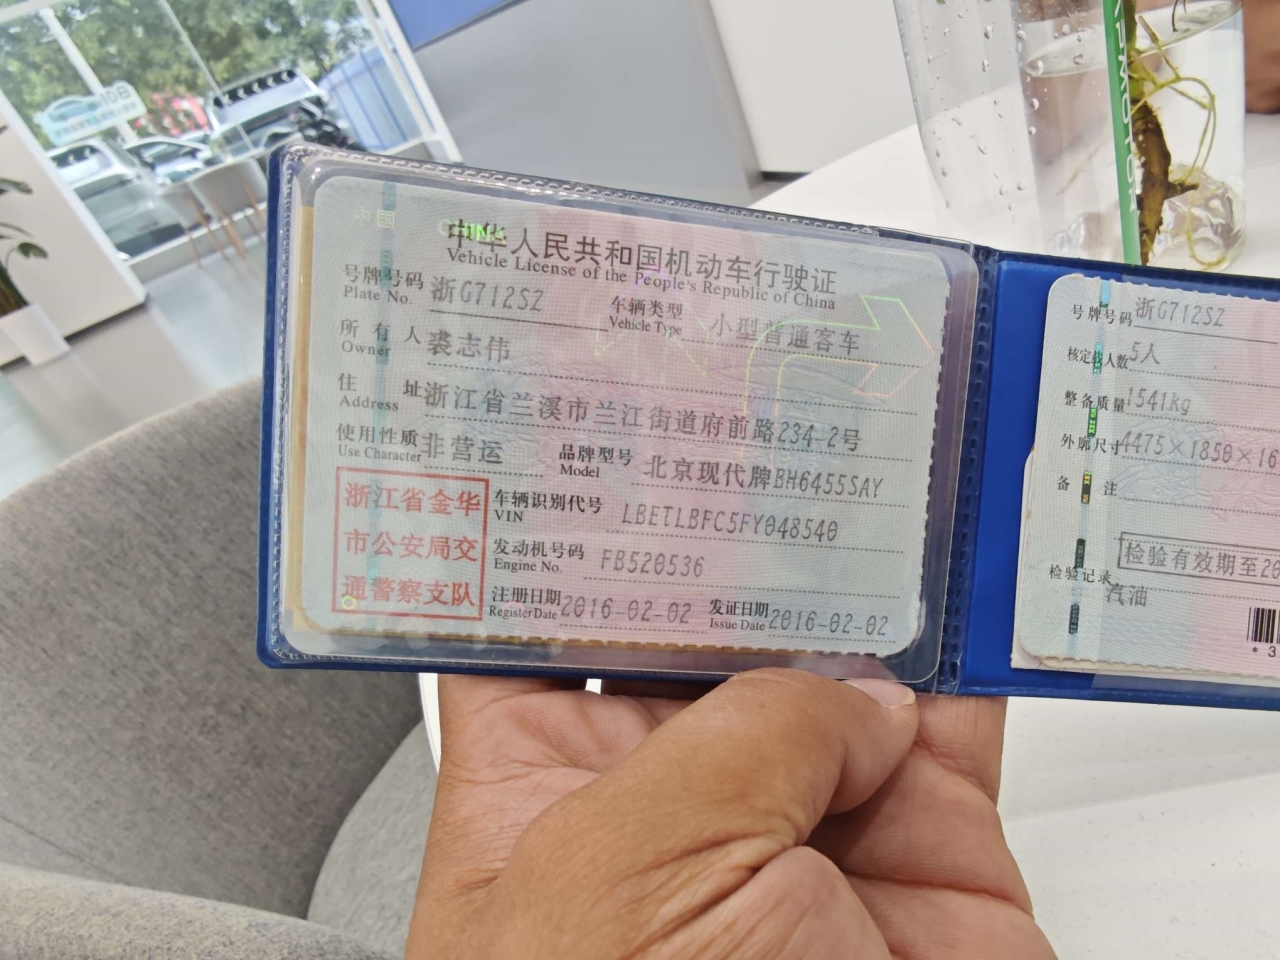 中国 CHINA
中华人民共和国机动车行驶证
Vehicle License of the People's Republic of China
号牌号码 浙G712SZ 车辆类型 小型普通客车
Plate No. Vehicle Type
所有人 裘志伟
Owner
住址 浙江省兰溪市兰江街道府前路234-2号
Address
使用性质 非营运 品牌型号 北京现代牌BH6455SAY
Use Character Model
浙江省金华
市公安局交
通警察支队
车辆识别代号 LBETLBFC5FY048540
VIN
发动机号码 FB520536
Engine No.
注册日期 2016-02-02 发证日期 2016-02-02
Register Date Issue Date
号牌号码 浙G712SZ
核定载人数 5人
整备质量 1541kg
外廓尺寸 4475×1850×16
备注
检验有效期至20
检验记录
汽油
*3
10日